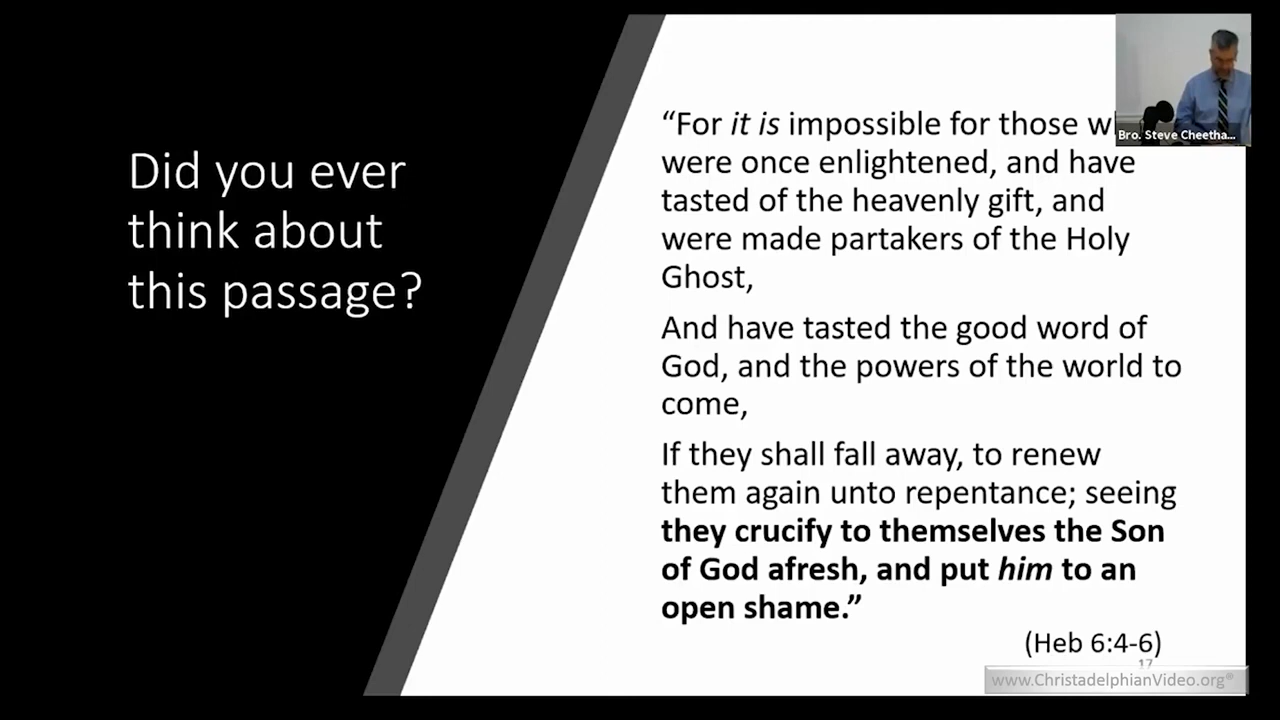 Did you ever
think about
this passage?
“For it is impossible for those
were once enlightened, and have
tasted of the heavenly gift, and
were made partakers of the Holy
Ghost,
And have tasted the good word of
God, and the powers of the world to
come,
If they shall fall away, to renew
them again unto repentance; seeing
they crucify to themselves the Son
of God afresh, and put him to an
open shame.”
(Heb 6:4-6)
17
www.ChristadelphianVideo.org®
Bro. Steve Cheetha...